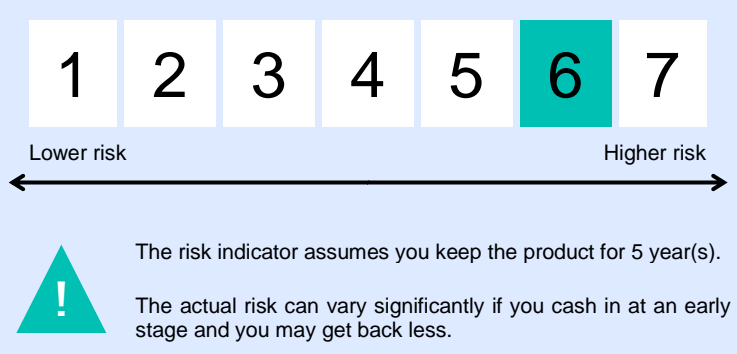 1 2 3 4 5 6 7
Lower risk Higher risk
The risk indicator assumes you keep the product for 5 year(s).
!
The actual risk can vary significantly if you cash in at an early
stage and you may get back less.